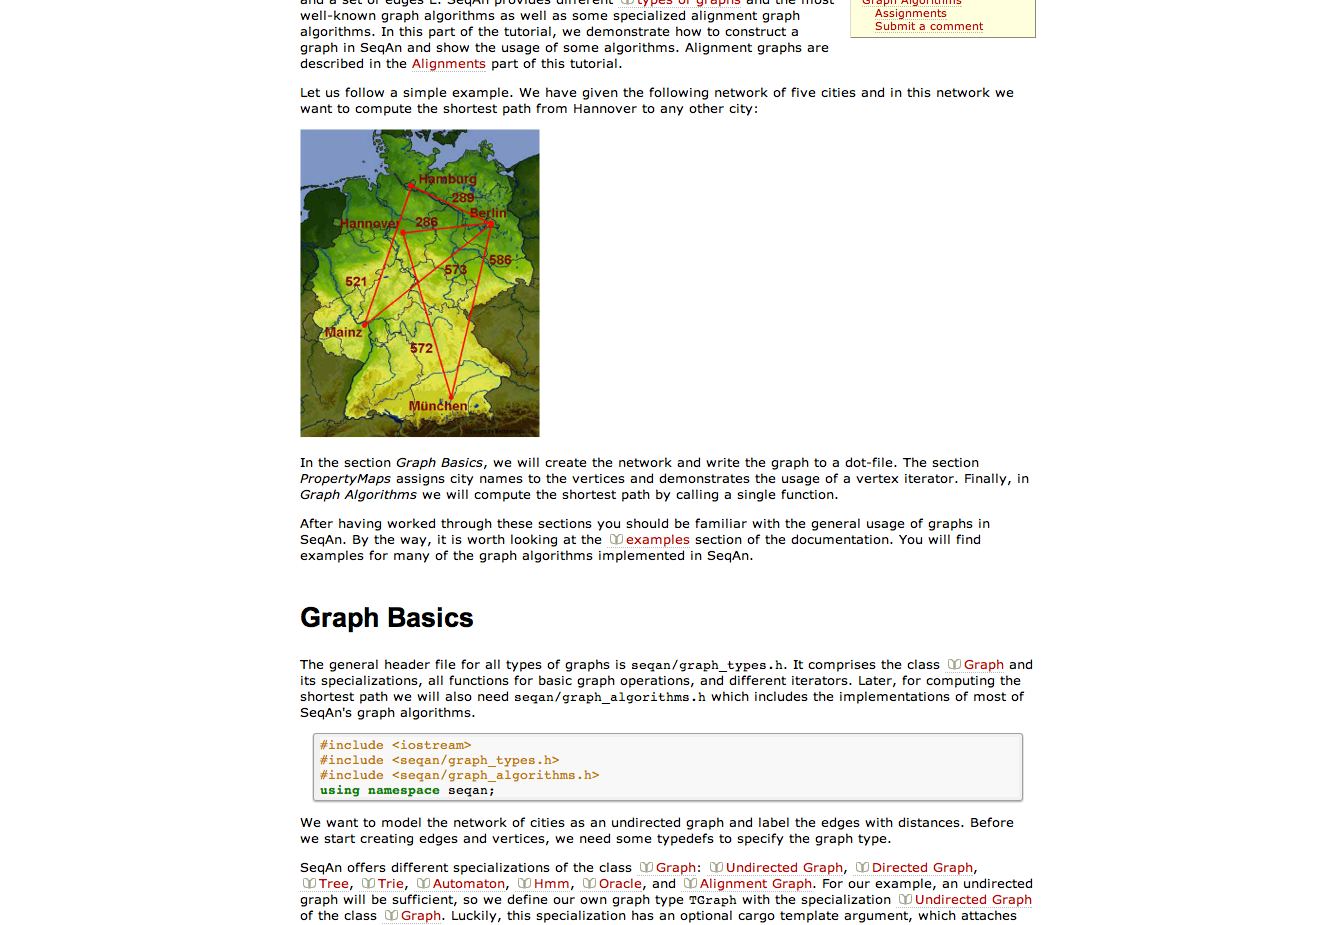 and a set of edges E. SeqAn provides different types of graphs and the most
well-known graph algorithms as well as some specialized alignment graph
algorithms. In this part of the tutorial, we demonstrate how to construct a
graph in SeqAn and show the usage of some algorithms. Alignment graphs are
described in the Alignments part of this tutorial.
Graph Algorithms
Assignments
Submit a comment
Let us follow a simple example. We have given the following network of five cities and in this network we
want to compute the shortest path from Hannover to any other city:
Hamburg
289
Berlin
Hannover
286
586
573
521
Mainz
572
München
In the section Graph Basics, we will create the network and write the graph to a dot-file. The section
PropertyMaps assigns city names to the vertices and demonstrates the usage of a vertex iterator. Finally, in
Graph Algorithms we will compute the shortest path by calling a single function.
After having worked through these sections you should be familiar with the general usage of graphs in
SeqAn. By the way, it is worth looking at the examples section of the documentation. You will find
examples for many of the graph algorithms implemented in SeqAn.
Graph Basics
The general header file for all types of graphs is seqan/graph_types.h. It comprises the class Graph and
its specializations, all functions for basic graph operations, and different iterators. Later, for computing the
shortest path we will also need seqan/graph_algorithms.h which includes the implementations of most of
SeqAn's graph algorithms.
#include <iostream>
#include <seqan/graph_types.h>
#include <seqan/graph_algorithms.h>
using namespace seqan;
We want to model the network of cities as an undirected graph and label the edges with distances. Before
we start creating edges and vertices, we need some typedefs to specify the graph type.
SeqAn offers different specializations of the class Graph: Undirected Graph, Directed Graph,
Tree, Trie, Automaton, Hmm, Oracle, and Alignment Graph. For our example, an undirected
graph will be sufficient, so we define our own graph type TGraph with the specialization Undirected Graph
of the class Graph. Luckily, this specialization has an optional cargo template argument, which attaches